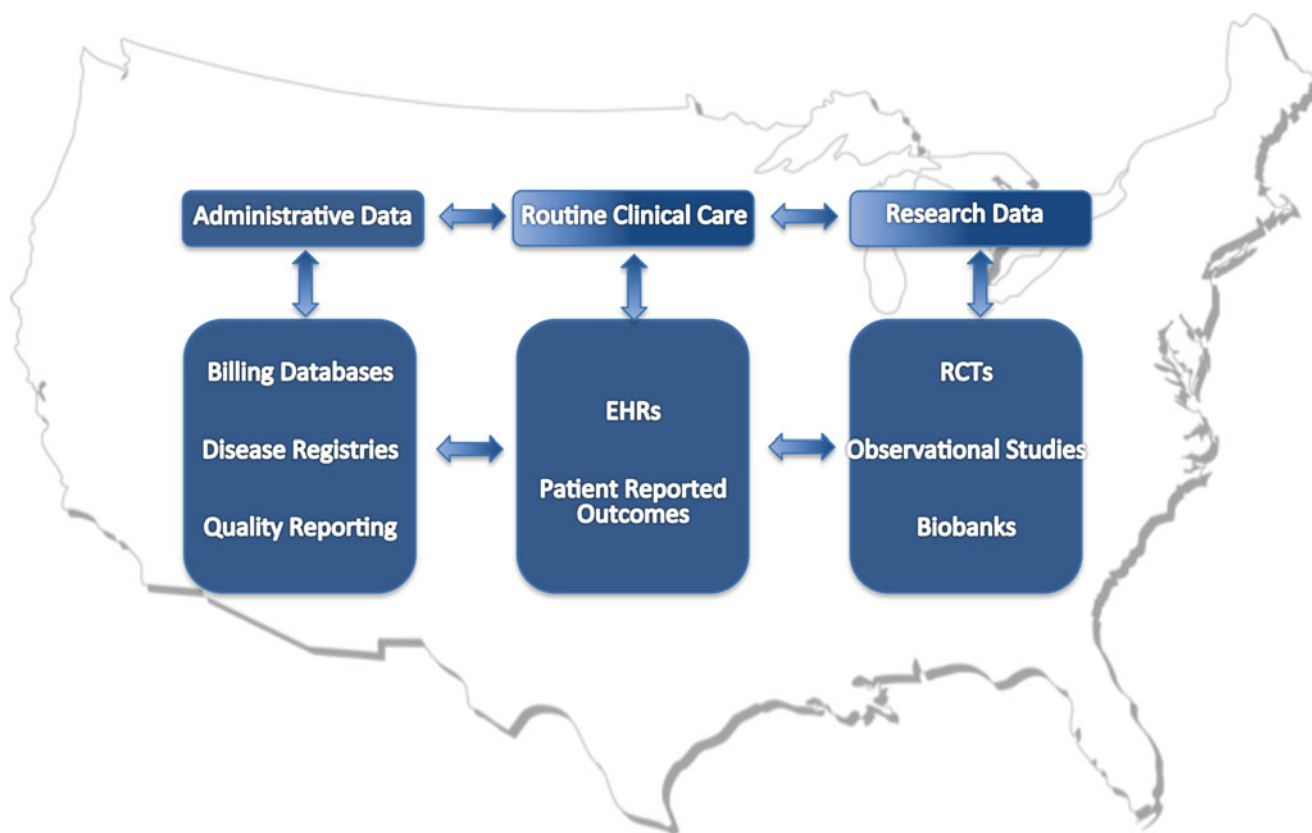 Administrative Data
Routine Clinical Care
Research Data
Billing Databases
Disease Registries
Quality Reporting
EHRs
Patient Reported
Outcomes
RCTs
Observational Studies
Biobanks